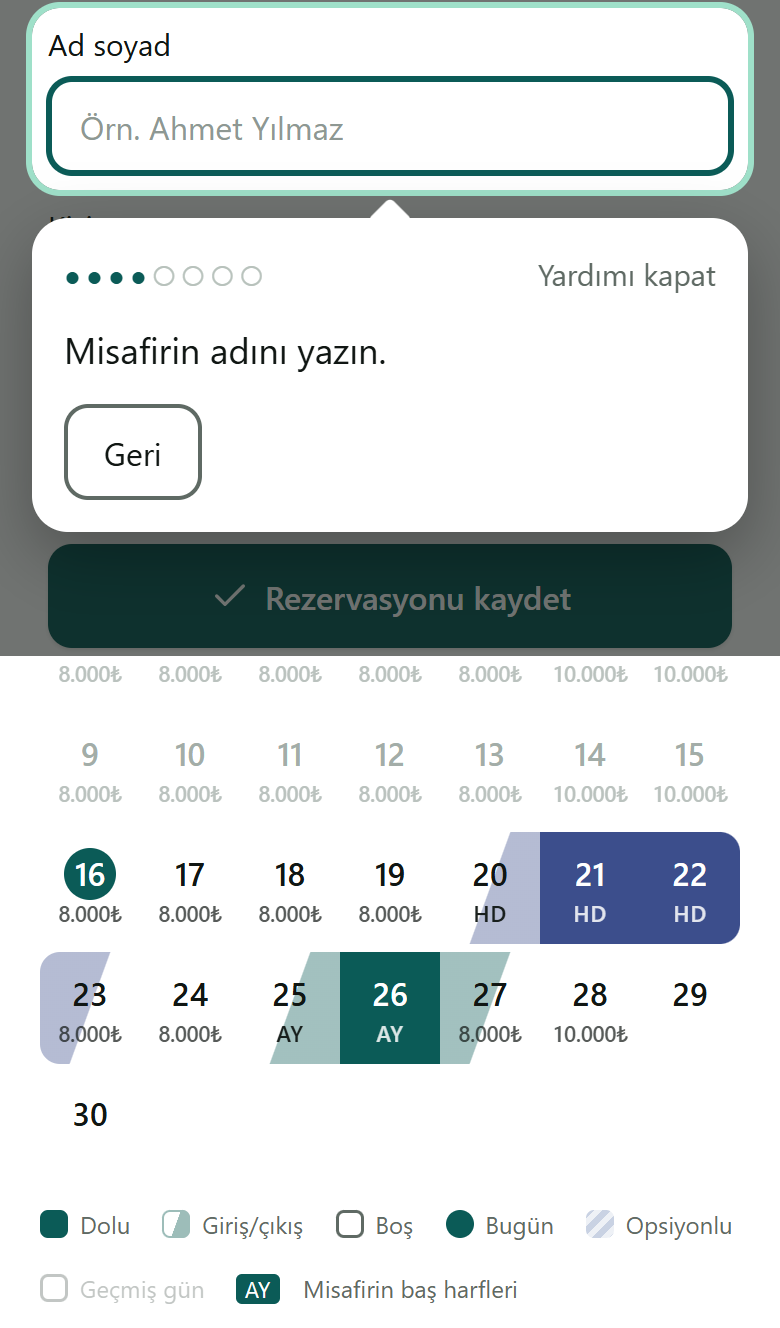 Ad soyad
Örn. Ahmet Yılmaz
Yardımı kapat
Misafirin adını yazın.
Geri
Rezervasyonu kaydet
8.000₺ 8.000₺ 8.000₺ 8.000₺ 8.000₺ 10.000₺ 10.000₺
9 10 11 12 13 14 15
8.000₺ 8.000₺ 8.000₺ 8.000₺ 8.000₺ 10.000₺ 10.000₺
16 17 18 19 20 21 22
8.000₺ 8.000₺ 8.000₺ 8.000₺ HD HD HD
23 24 25 26 27 28 29
8.000₺ 8.000₺ AY AY 8.000₺ 10.000₺
30
Dolu Giriş/çıkış Boş Bugün Opsiyonlu
Geçmiş gün AY Misafirin baş harfleri